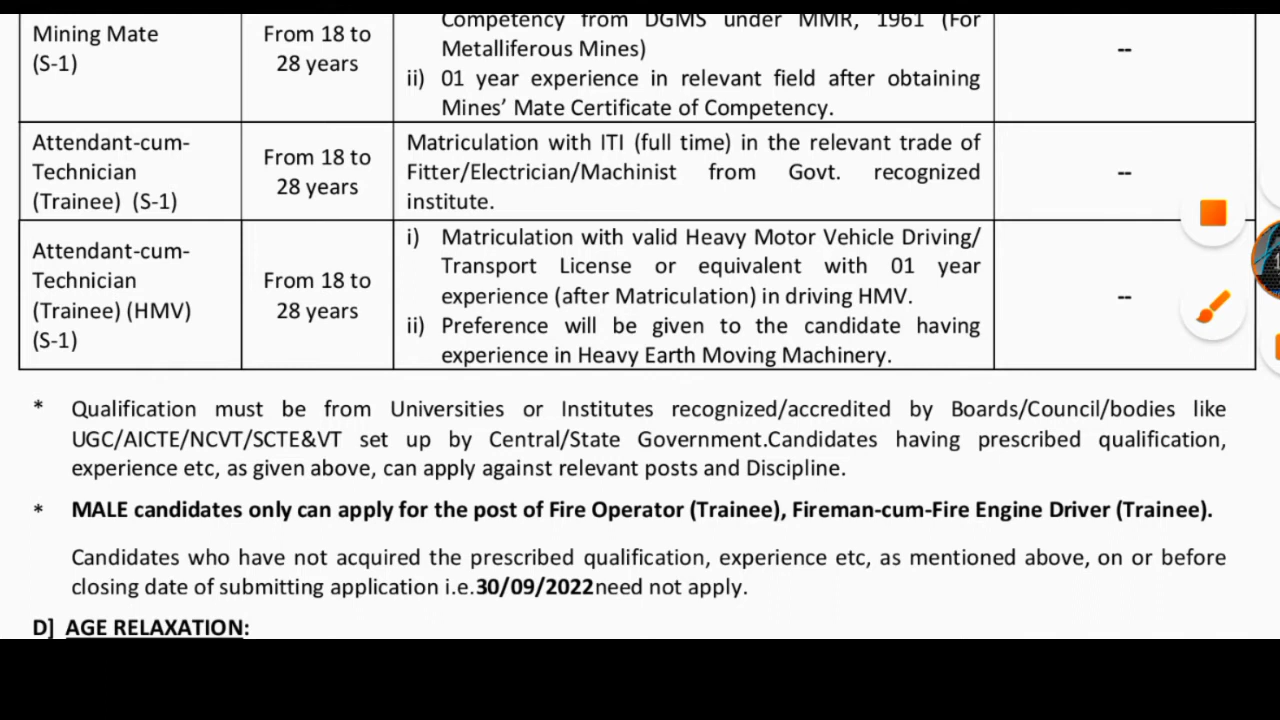 Competency from DGMS under MMR, 1961 (For
Mining Mate
(S-1)
From 18 to
28 years
Metalliferous Mines)
ii) 01 year experience in relevant field after obtaining
Mines’ Mate Certificate of Competency.
--
Attendant-cum-
Technician
(Trainee) (S-1)
From 18 to
28 years
Matriculation with ITI (full time) in the relevant trade of
Fitter/Electrician/Machinist from Govt. recognized
institute.
--
Attendant-cum-
Technician
(Trainee) (HMV)
(S-1)
From 18 to
28 years
i) Matriculation with valid Heavy Motor Vehicle Driving/
Transport License or equivalent with 01 year
experience (after Matriculation) in driving HMV.
ii) Preference will be given to the candidate having
experience in Heavy Earth Moving Machinery.
--
* Qualification must be from Universities or Institutes recognized/accredited by Boards/Council/bodies like
UGC/AICTE/NCVT/SCTE&VT set up by Central/State Government.Candidates having prescribed qualification,
experience etc, as given above, can apply against relevant posts and Discipline.
* MALE candidates only can apply for the post of Fire Operator (Trainee), Fireman-cum-Fire Engine Driver (Trainee).
Candidates who have not acquired the prescribed qualification, experience etc, as mentioned above, on or before
closing date of submitting application i.e.30/09/2022need not apply.
D] AGE RELAXATION: